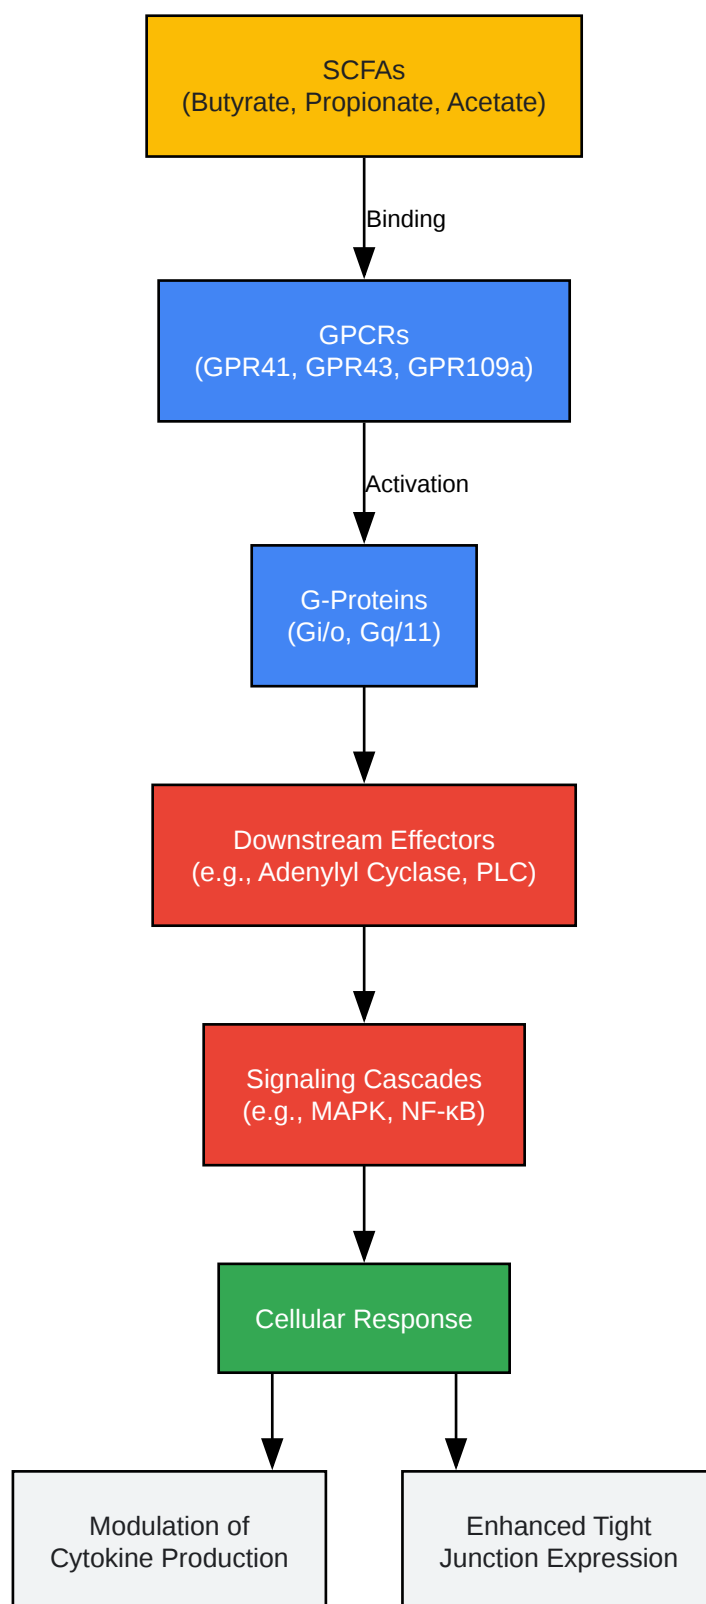 SCFAs
(Butyrate, Propionate, Acetate)
Binding
GPCRs
(GPR41, GPR43, GPR109a)
Activation
G-Proteins
(Gi/o, Gq/11)
Downstream Effectors
(e.g., Adenylyl Cyclase, PLC)
Signaling Cascades
(e.g., MAPK, NF-κB)
Cellular Response
Modulation of
Cytokine Production
Enhanced Tight
Junction Expression